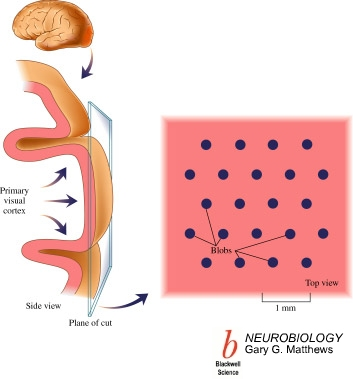 Primary
visual
cortex
Side view
Plane of cut
Blobs
Top view
1 mm
b
Blackwell
Science
NEUROBIOLOGY
Gary G. Matthews